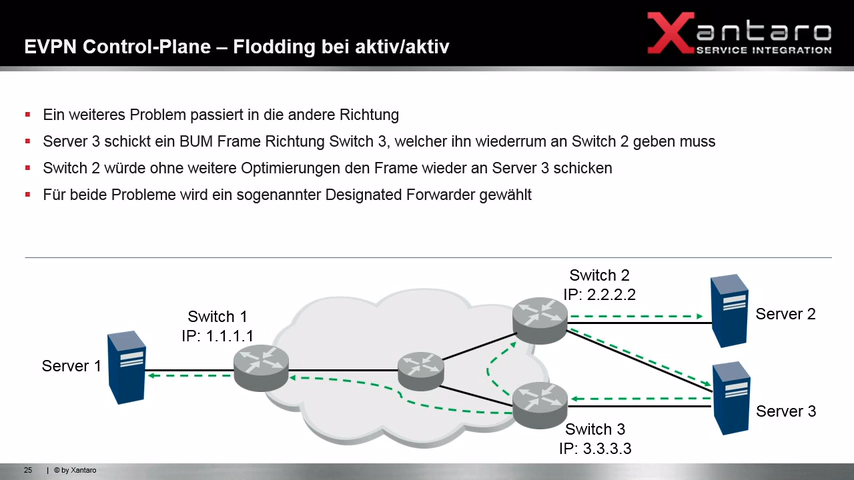 EVPN Control-Plane – Flodding bei aktiv/aktiv
Xantaro
SERVICE INTEGRATION
Ein weiteres Problem passiert in die andere Richtung
Server 3 schickt ein BUM Frame Richtung Switch 3, welcher ihn wiederrum an Switch 2 geben muss
Switch 2 würde ohne weitere Optimierungen den Frame wieder an Server 3 schicken
Für beide Probleme wird ein sogenannter Designated Forwarder gewählt
Switch 2
IP: 2.2.2.2
Switch 1
IP: 1.1.1.1
Server 2
Server 1
Server 3
Switch 3
IP: 3.3.3.3
25 | © by Xantaro